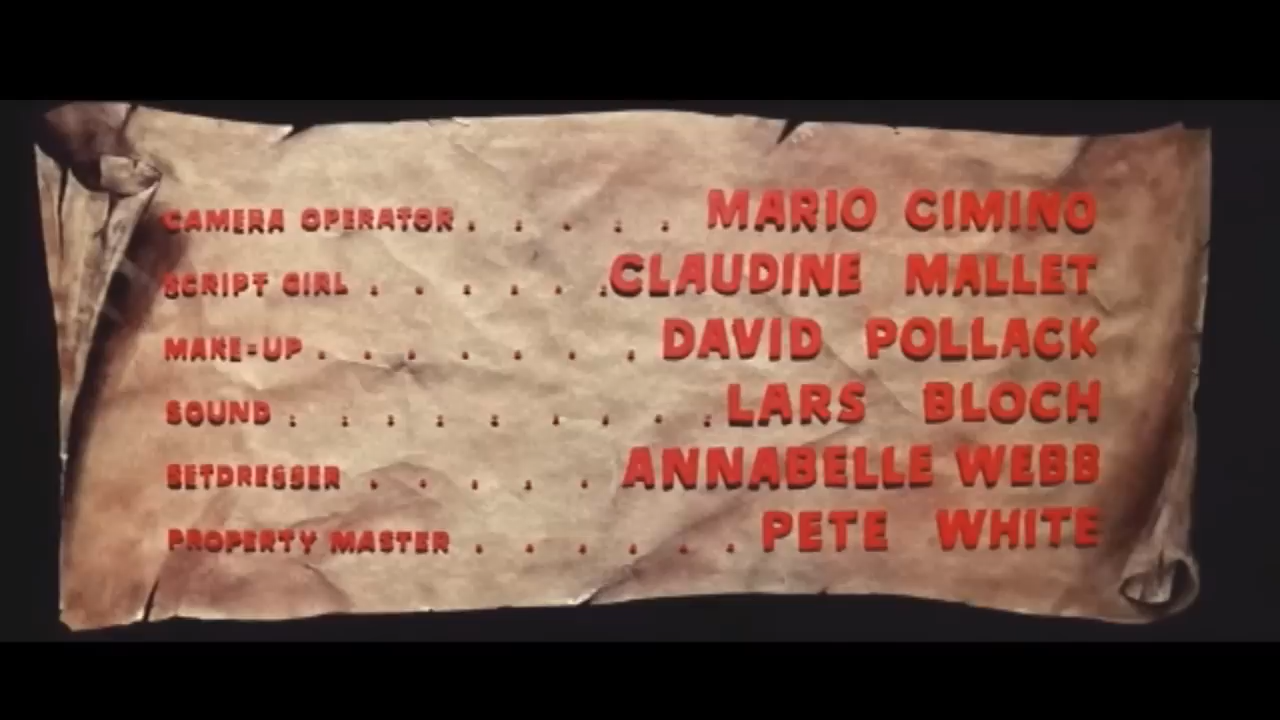 CAMERA OPERATOR . . . . . MARIO CIMINO
SCRIPT GIRL . . . . . . CLAUDINE MALLET
MAKE-UP . . . . . . . DAVID POLLACK
SOUND . . . . . . . . . LARS BLOCH
SETDRESSER . . . . . ANNABELLE WEBB
PROPERTY MASTER . . . . . . PETE WHITE